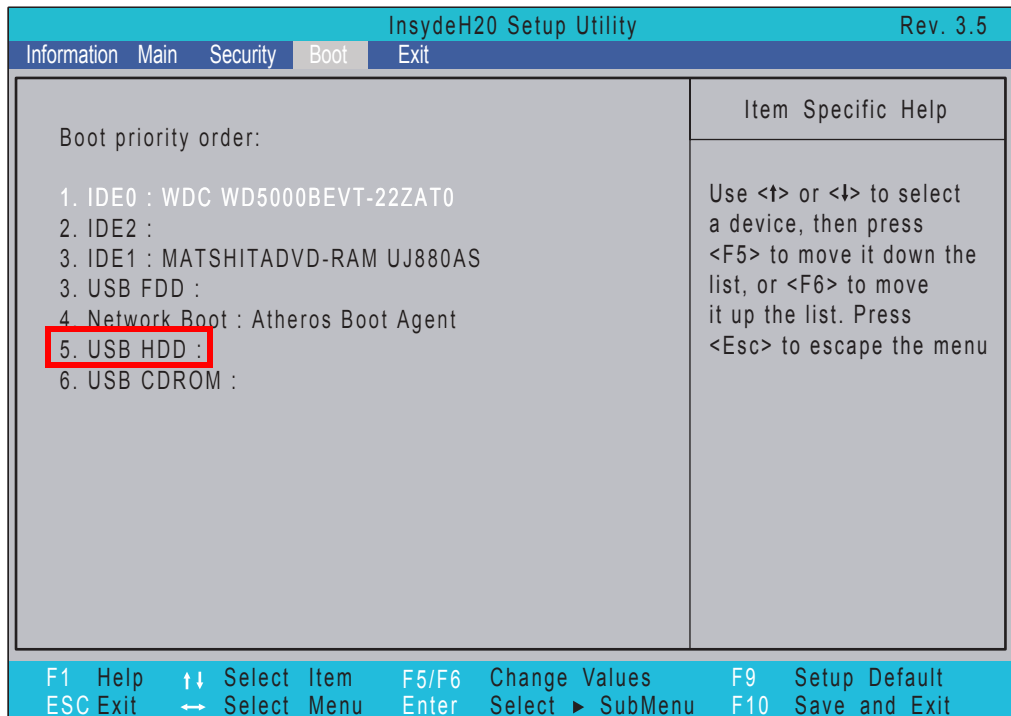 InsydeH20 Setup Utility Rev. 3.5
Information Main Security Boot Exit
Boot priority order:
1. IDE0 : WDC WD5000BEVT-22ZAT0
2. IDE2 :
3. IDE1 : MATSHITADVD-RAM UJ880AS
3. USB FDD :
4. Network Boot : Atheros Boot Agent
5. USB HDD :
6. USB CDROM :
Item Specific Help
Use <↑> or <↓> to select
a device, then press
<F5> to move it down the
list, or <F6> to move
it up the list. Press
<Esc> to escape the menu
F1 Help ↑↓ Select Item F5/F6 Change Values F9 Setup Default
ESC Exit ↔ Select Menu Enter Select ► SubMenu F10 Save and Exit